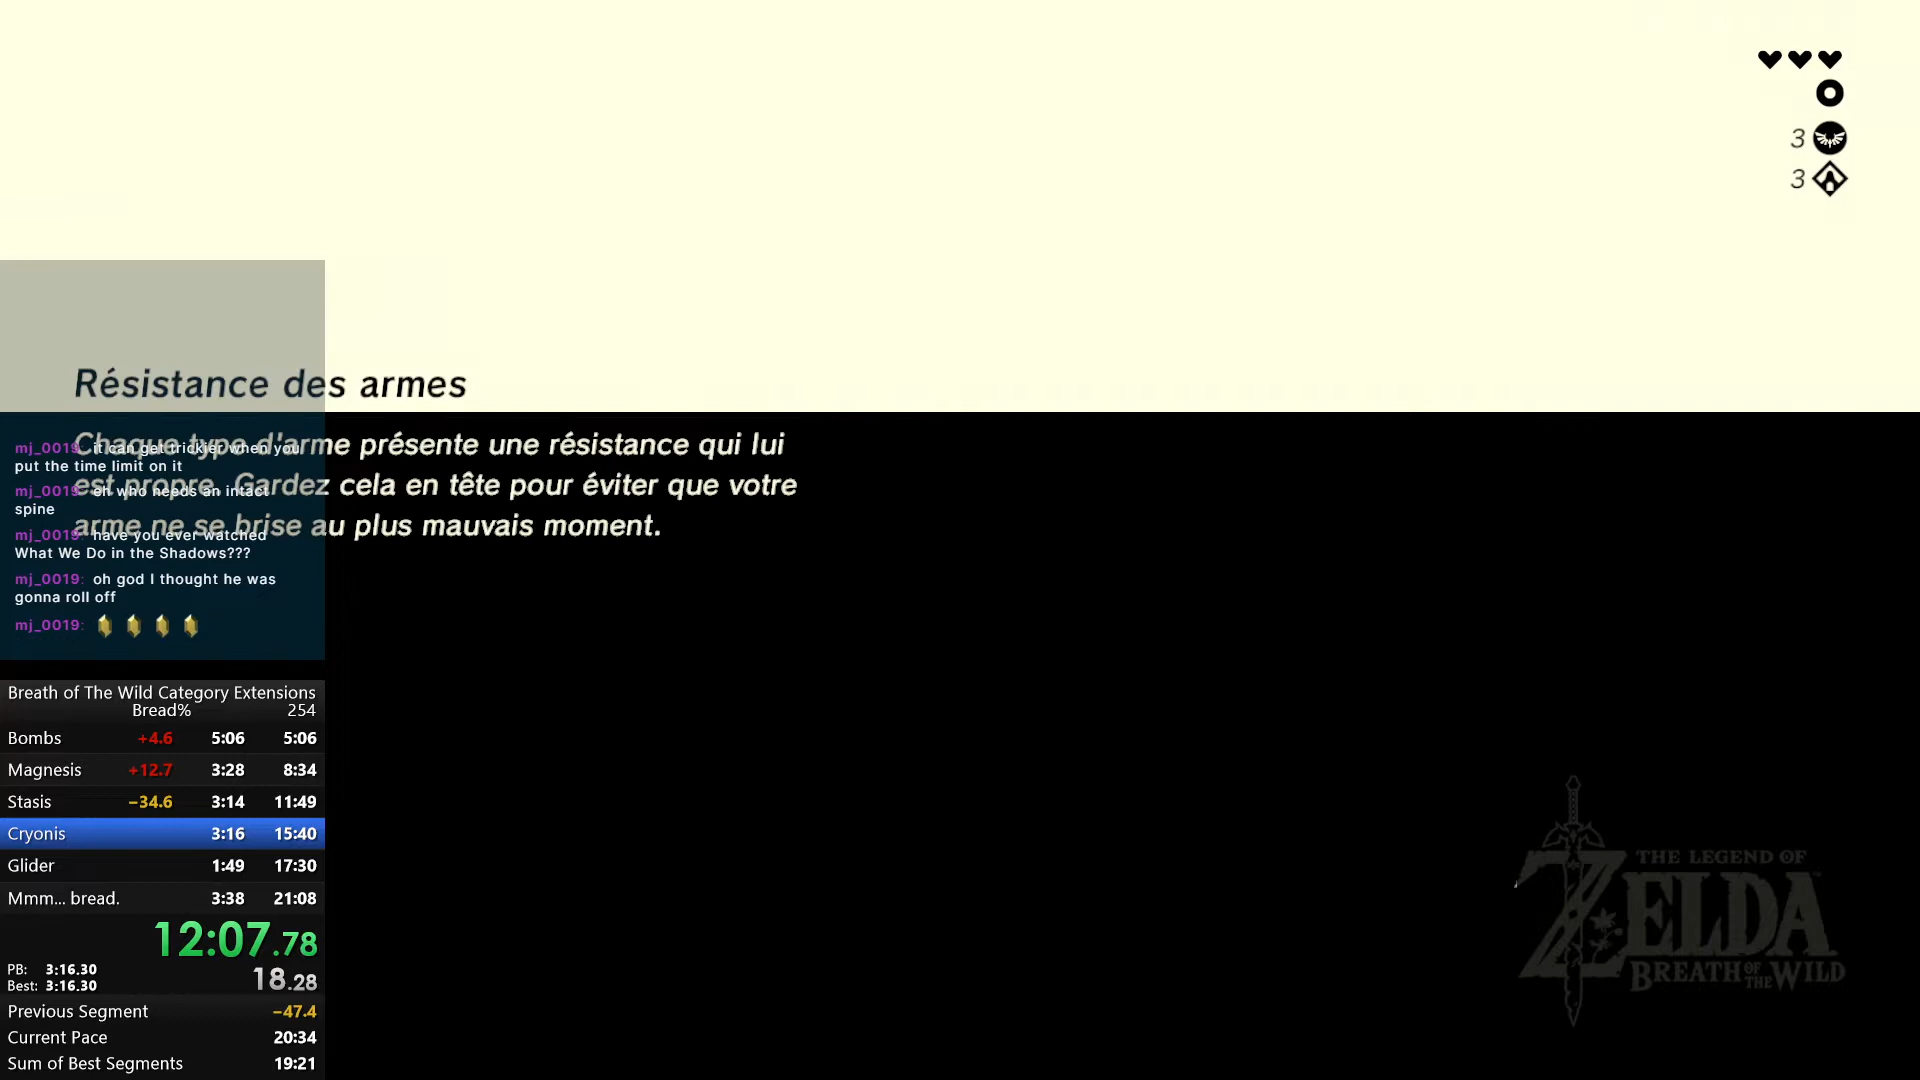 3
3
Résistance des armes
Chaque type d'arme présente une résistance qui lui
est propre. Gardez cela en tête pour éviter que votre
arme ne se brise au plus mauvais moment.
mj_0019: it can get trickier when you
put the time limit on it
mj_0019: eh who needs an intact
spine
mj_0019: have you ever watched
What We Do in the Shadows???
mj_0019: oh god I thought he was
gonna roll off
mj_0019:
Breath of The Wild Category Extensions
Bread% 254
Bombs +4.6 5:06 5:06
Magnesis +12.7 3:28 8:34
Stasis −34.6 3:14 11:49
Cryonis 3:16 15:40
Glider 1:49 17:30
Mmm... bread. 3:38 21:08
12:07.78
PB: 3:16.30
Best: 3:16.30
18.28
Previous Segment −47.4
Current Pace 20:34
Sum of Best Segments 19:21
THE LEGEND OF
ZELDA
BREATH OF THE WILD